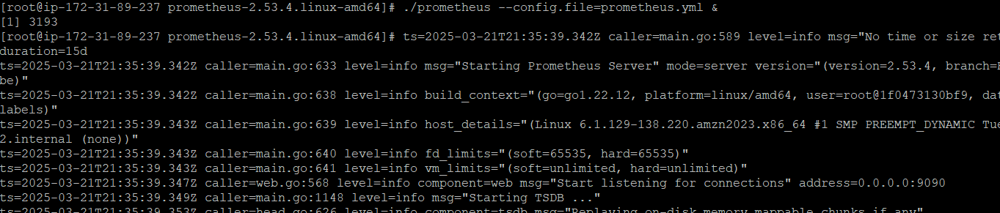 [root@ip-172-31-89-237 prometheus-2.53.4.linux-amd64]# ./prometheus --config.file=prometheus.yml &
[1] 3193
[root@ip-172-31-89-237 prometheus-2.53.4.linux-amd64]# ts=2025-03-21T21:35:39.342Z caller=main.go:589 level=info msg="No time or size ret
duration=15d
ts=2025-03-21T21:35:39.342Z caller=main.go:633 level=info msg="Starting Prometheus Server" mode=server version="(version=2.53.4, branch=
be)"
ts=2025-03-21T21:35:39.342Z caller=main.go:638 level=info build_context="(go=go1.22.12, platform=linux/amd64, user=root@1f0473130bf9, dat
labels)"
ts=2025-03-21T21:35:39.343Z caller=main.go:639 level=info host_details="(Linux 6.1.129-138.220.amzn2023.x86_64 #1 SMP PREEMPT_DYNAMIC Tue
2.internal (none))"
ts=2025-03-21T21:35:39.343Z caller=main.go:640 level=info fd_limits="(soft=65535, hard=65535)"
ts=2025-03-21T21:35:39.343Z caller=main.go:641 level=info vm_limits="(soft=unlimited, hard=unlimited)"
ts=2025-03-21T21:35:39.347Z caller=web.go:568 level=info component=web msg="Start listening for connections" address=0.0.0.0:9090
ts=2025-03-21T21:35:39.349Z caller=main.go:1148 level=info msg="Starting TSDB ..."
ts=2025-03-21T21:35:39.353Z caller=head.go:626 level=info component=tsdb msg="Replaying on-disk memory mappable chunks if any"